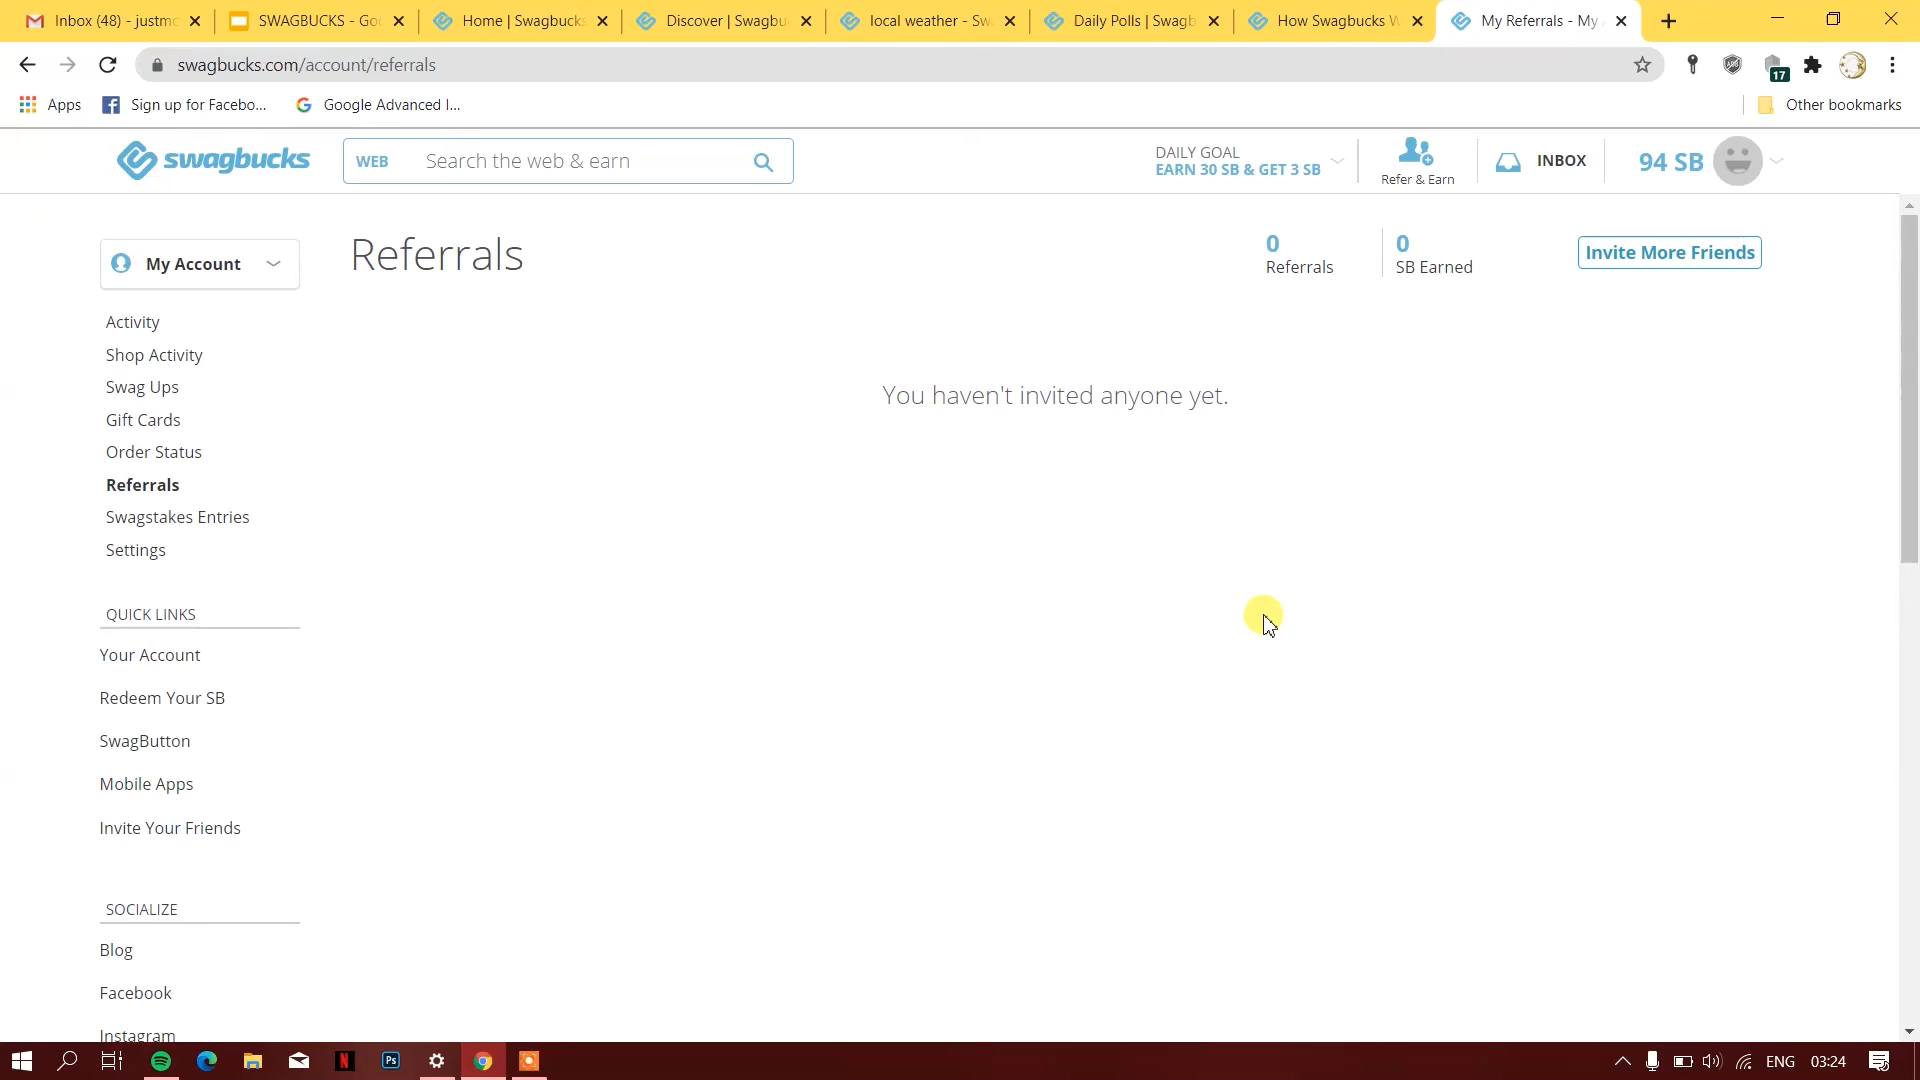 Inbox (48) - justmo
SWAGBUCKS - Goo
Home | Swagbucks
Discover | Swagbu
local weather - Sw
Daily Polls | Swagb
How Swagbucks W
My Referrals - My A
swagbucks.com/account/referrals
17
Apps
Sign up for Facebo...
Google Advanced I...
Other bookmarks
swagbucks
WEB
Search the web & earn
DAILY GOAL
EARN 30 SB & GET 3 SB
Refer & Earn
INBOX
94 SB
My Account
Referrals
0
Referrals
0
SB Earned
Invite More Friends
You haven't invited anyone yet.
Activity
Shop Activity
Swag Ups
Gift Cards
Order Status
Referrals
Swagstakes Entries
Settings
QUICK LINKS
Your Account
Redeem Your SB
SwagButton
Mobile Apps
Invite Your Friends
SOCIALIZE
Blog
Facebook
Instagram
N
Ps
ENG
03:24